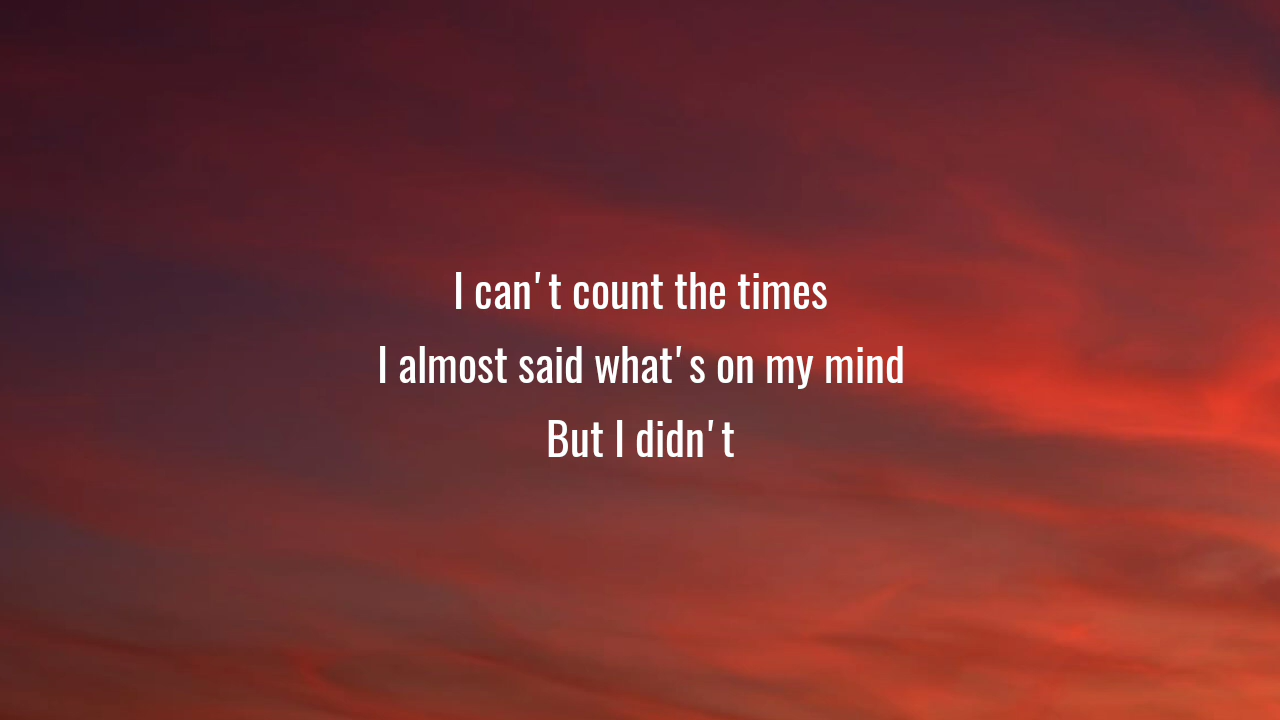 I can't count the times
I almost said what's on my mind
But I didn't